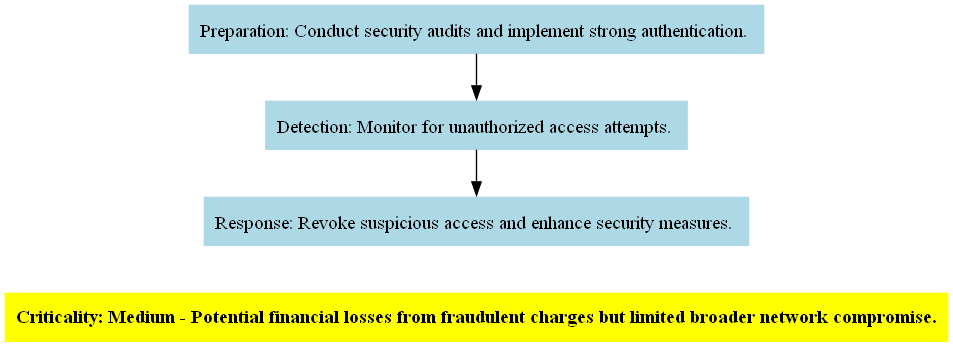 Preparation: Conduct security audits and implement strong authentication.
Detection: Monitor for unauthorized access attempts.
Response: Revoke suspicious access and enhance security measures.
Criticality: Medium - Potential financial losses from fraudulent charges but limited broader network compromise.